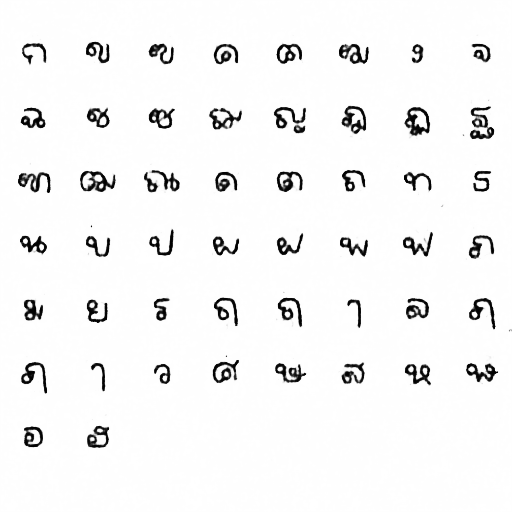 ก ข ฃ ค ฅ ฆ ง จ
ฉ ช ซ ฌ ญ ฎ ฏ ฐ
ฑ ฒ ณ ด ต ถ ท ธ
น บ ป ผ ฝ พ ฟ ภ
ม ย ร ฤ ฤ ๅ ล ฦ
ฦ ๅ ว ศ ษ ส ห ฬ
อ ฮ